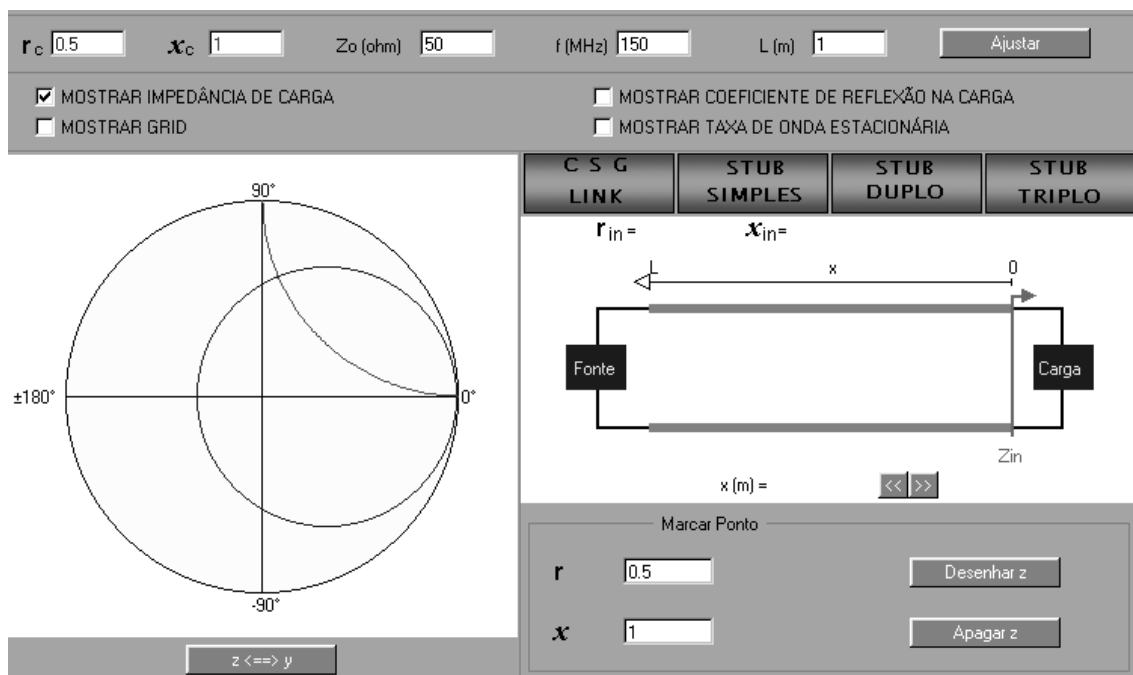 rc 0.5 xc 1 Zo (ohm) 50 f (MHz) 150 L (m) 1 Ajustar
MOSTRAR IMPEDÂNCIA DE CARGA
MOSTRAR COEFICIENTE DE REFLEXÃO NA CARGA
MOSTRAR GRID
MOSTRAR TAXA DE ONDA ESTACIONÁRIA
C S G
LINK
STUB
SIMPLES
STUB
DUPLO
STUB
TRIPLO
90°
±180°
0°
-90°
z <==> y
rin = xin=
L x 0
Fonte
Carga
Zin
x (m) = << >>
Marcar Ponto
r 0.5 Desenhar z
x 1 Apagar z